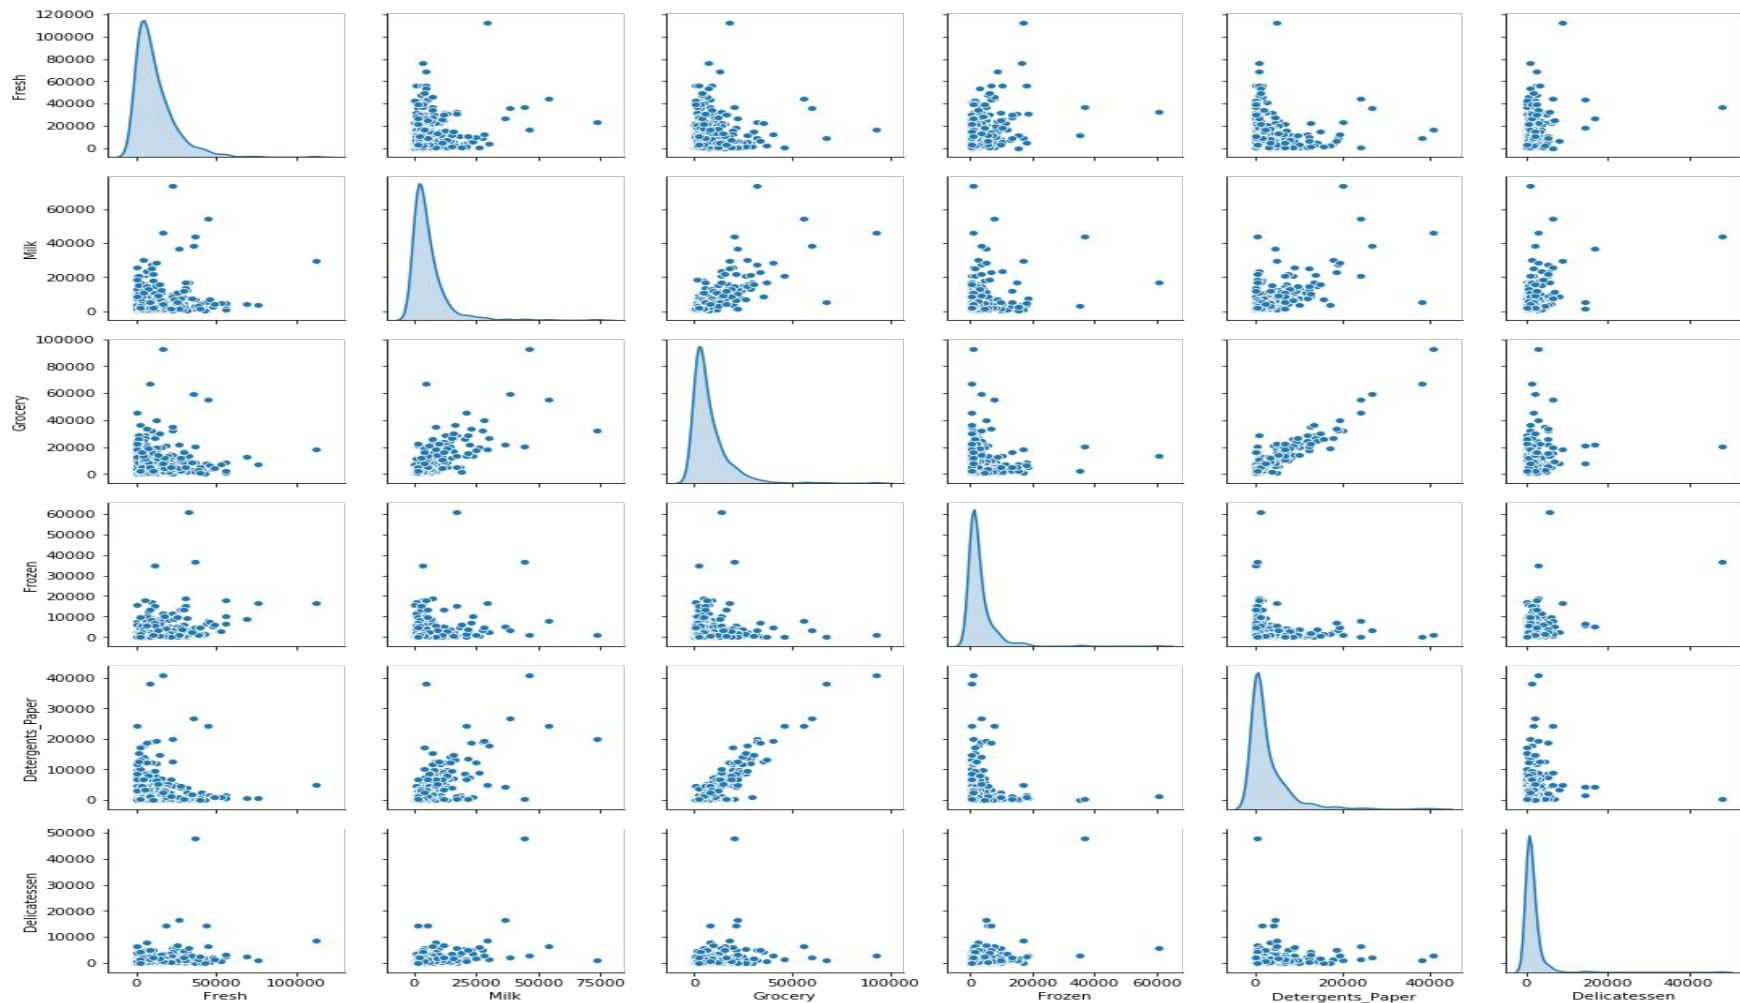 120000
100000
80000
60000
40000
20000
0
Fresh
60000
40000
20000
0
Milk
100000
80000
60000
40000
20000
0
Grocery
60000
50000
40000
30000
20000
10000
0
Frozen
40000
30000
20000
10000
0
Detergents_Paper
50000
40000
30000
20000
10000
0
Delicatessen
0 50000 100000
0 25000 50000 75000
0 50000 100000
0 20000 40000 60000
0 20000 40000
0 20000 40000
Fresh Milk Grocery Frozen Detergents_Paper Delicatessen